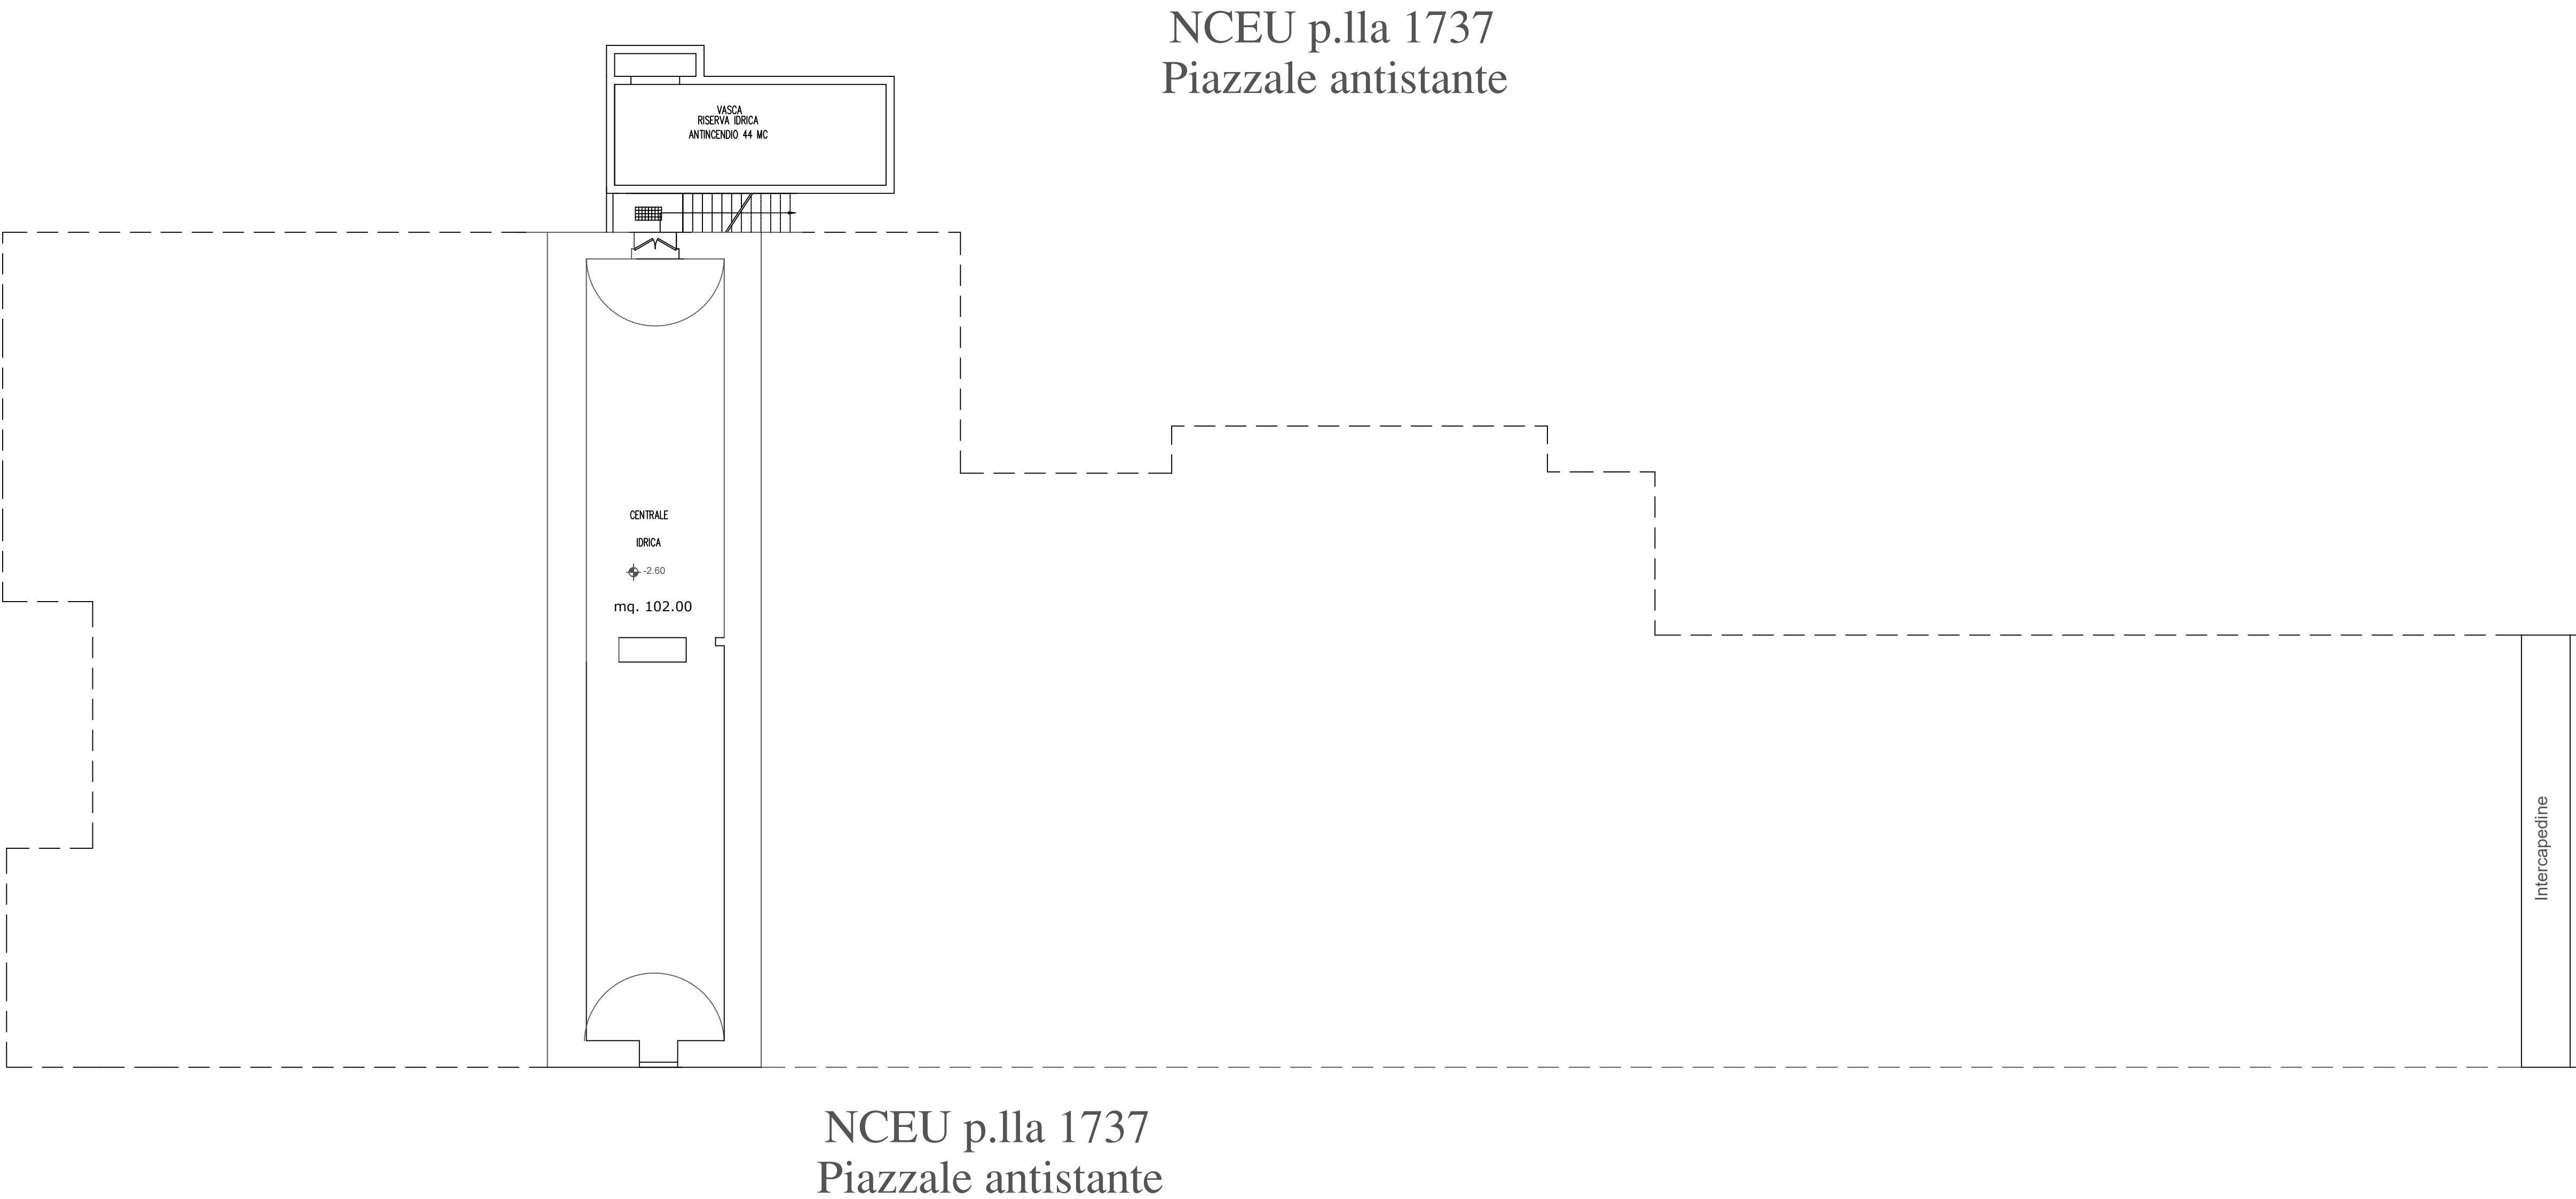 NCEU p.lla 1737
Piazzale antistante
VASCA
RISERVA IDRICA
ANTINCENDIO 44 MC
CENTRALE
IDRICA
-2.60
mq. 102.00
Intercapedine
NCEU p.lla 1737
Piazzale antistante